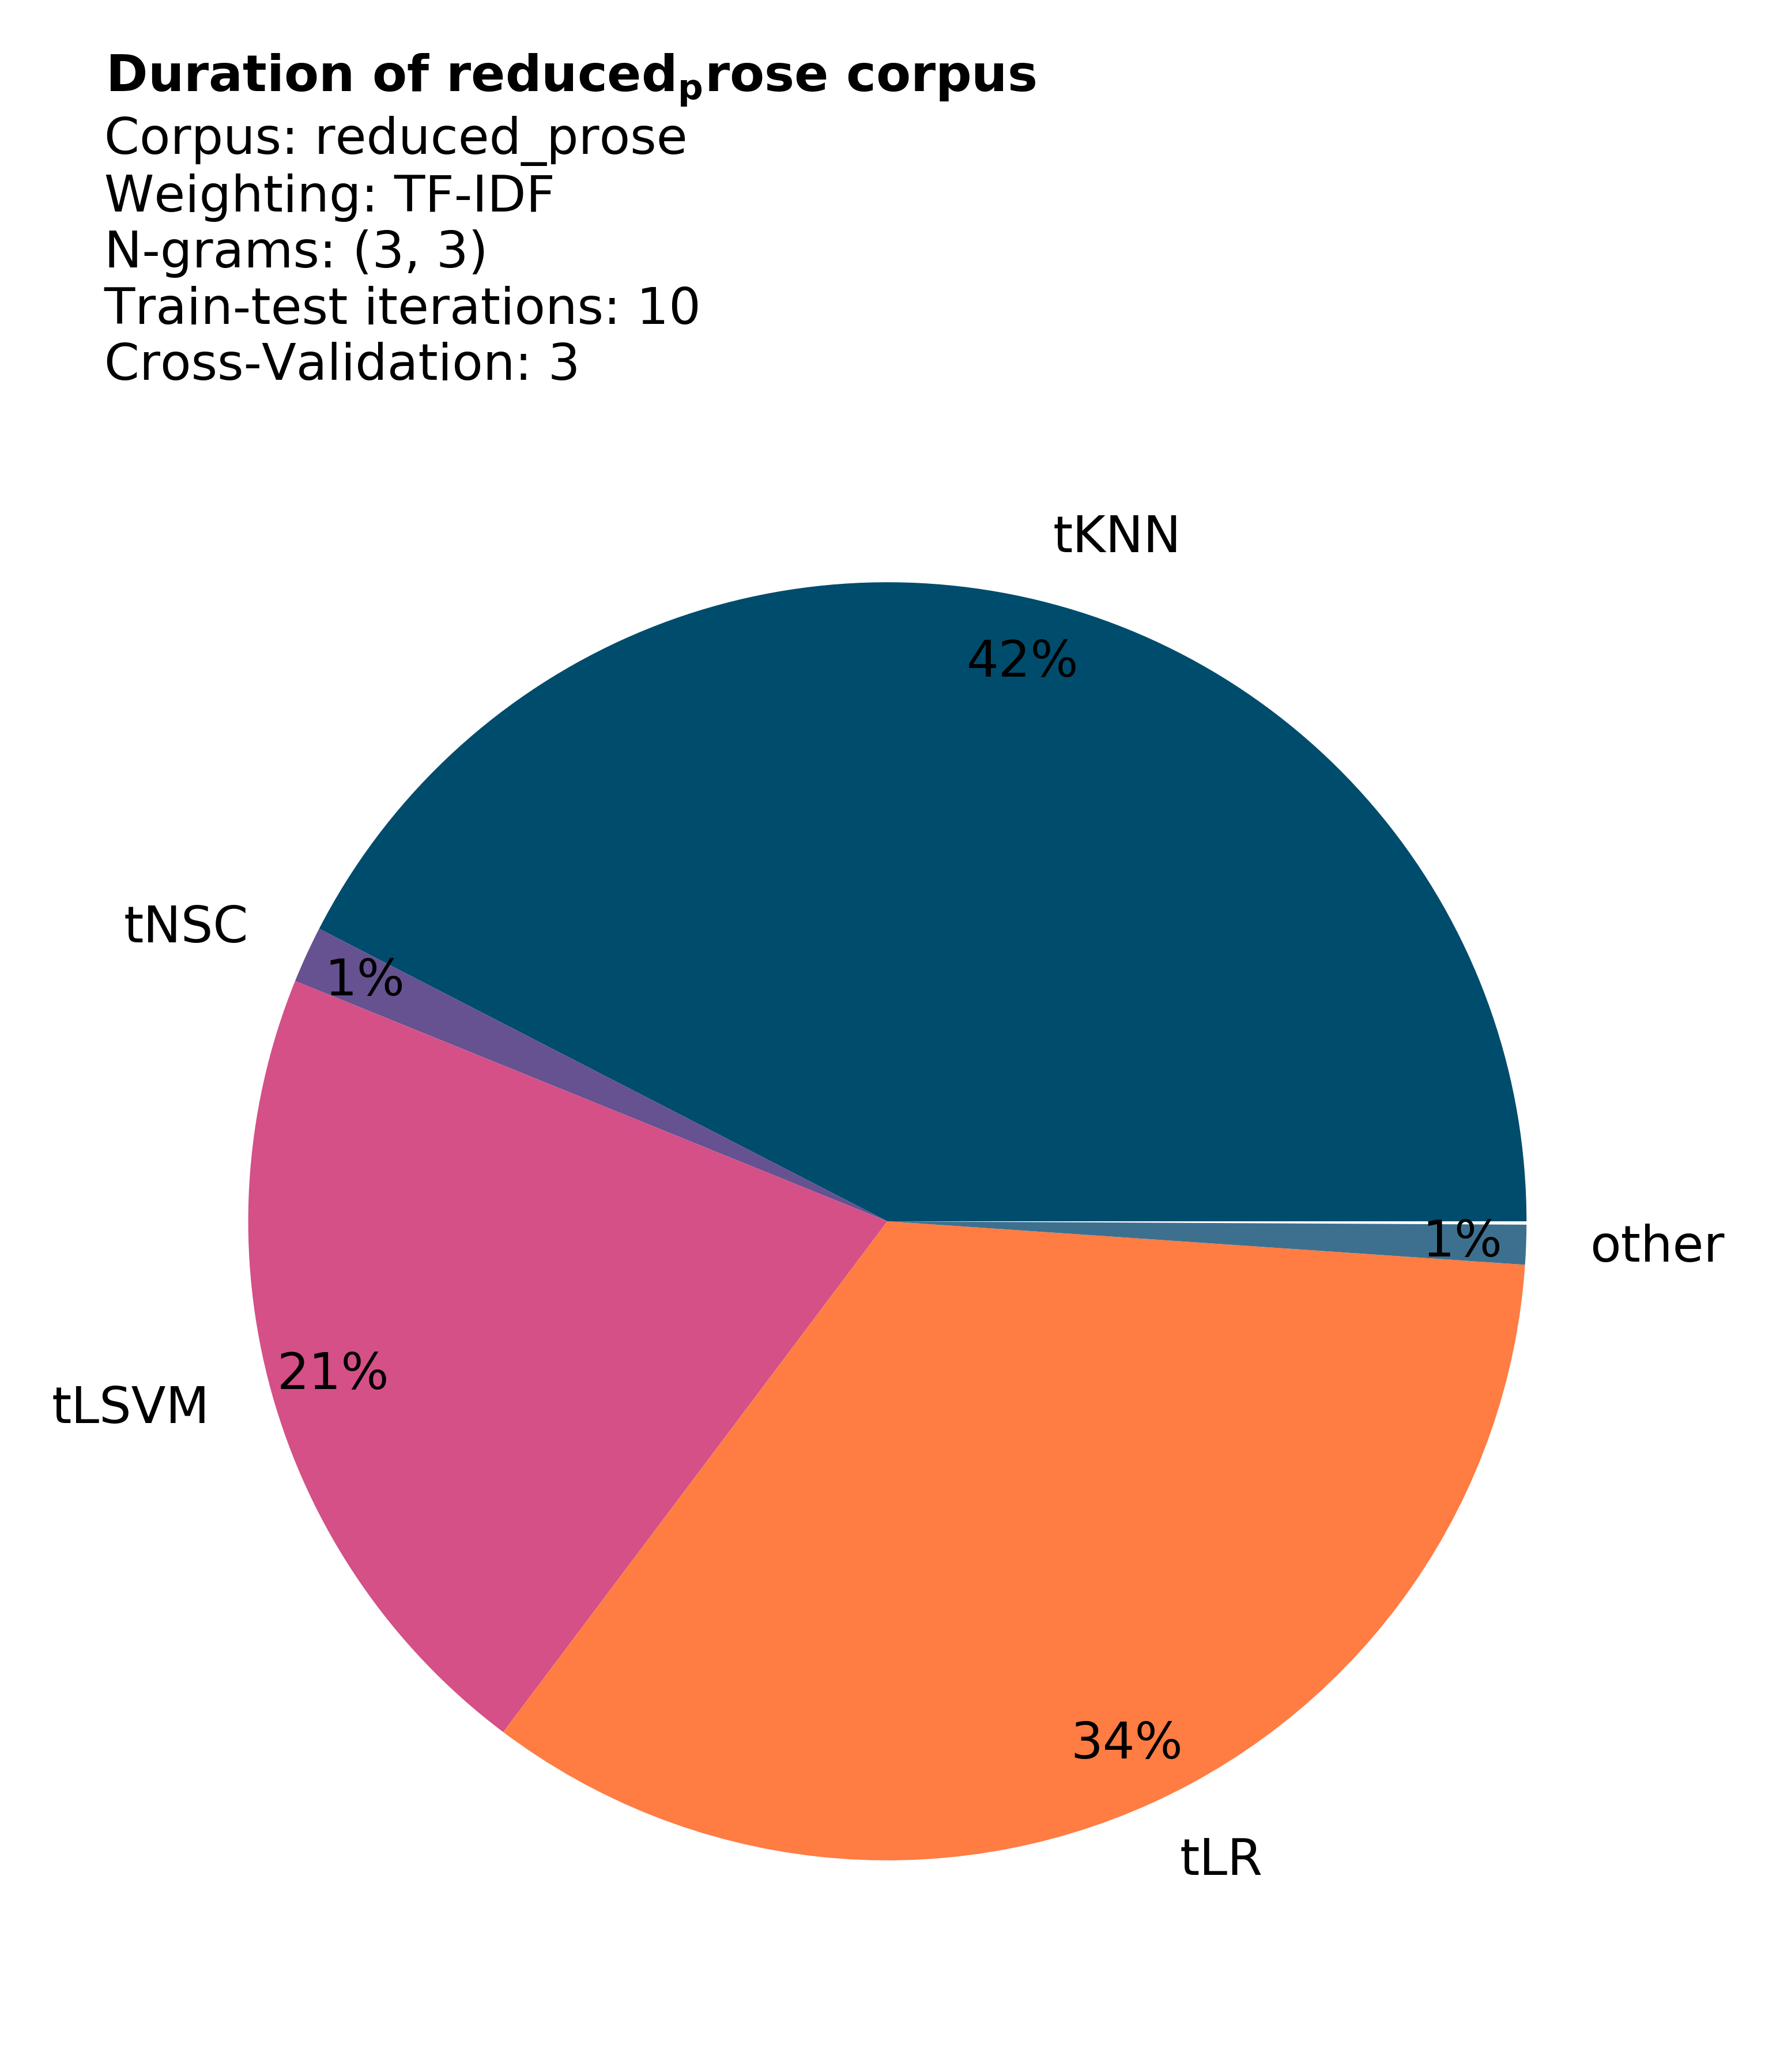 Duration of reducedₚrose corpus
Corpus: reduced_prose
Weighting: TF-IDF
N-grams: (3, 3)
Train-test iterations: 10
Cross-Validation: 3
tKNN
42%
tNSC
1%
1%
other
21%
tLSVM
34%
tLR